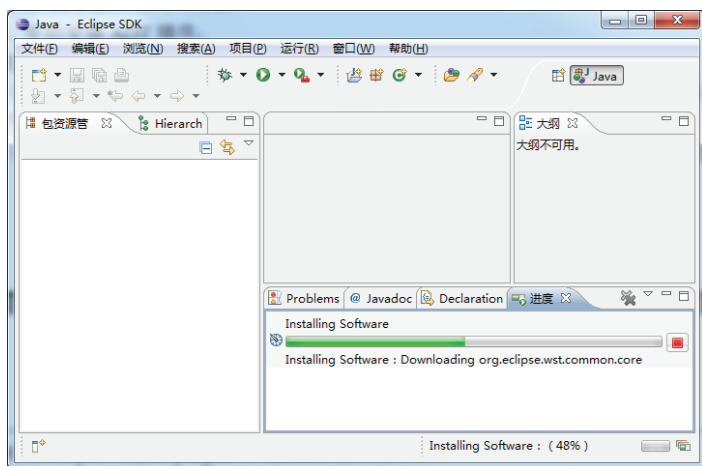 Java - Eclipse SDK
文件(F) 编辑(E) 浏览(N) 搜索(A) 项目(P) 运行(R) 窗口(W) 帮助(H)
Java
包资源管 Hierarch
大纲
大纲不可用。
Problems @ Javadoc Declaration 进度
Installing Software
Installing Software : Downloading org.eclipse.wst.common.core
Installing Software : ( 48% )